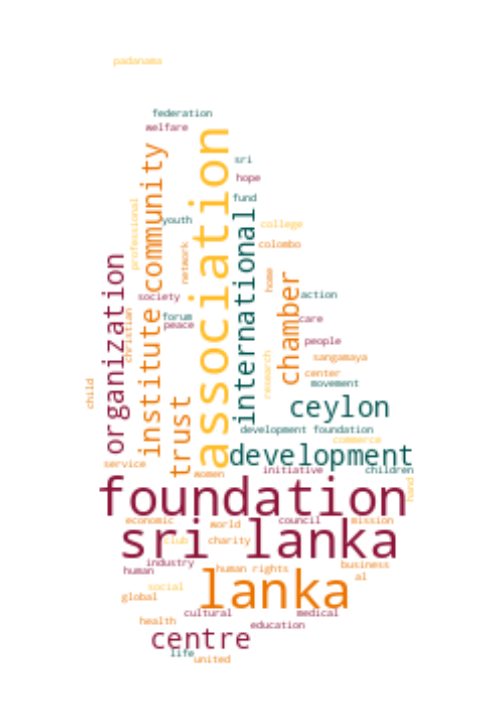 padanama
federation
welfare
association
sri
community
hope
fund
professional
youth
international
college
colombo
network
organization
home
chamber
society
action
institute
christian
forum
peace
care
people
sangamaya
research
center
movement
child
trust
ceylon
development foundation
commerce
development
service
women
initiative
children
hand
foundation
economic
world
council
mission
sri lanka
club
charity
industry
human
human rights
business
al
lanka
social
global
cultural
medical
health
education
centre
life
united